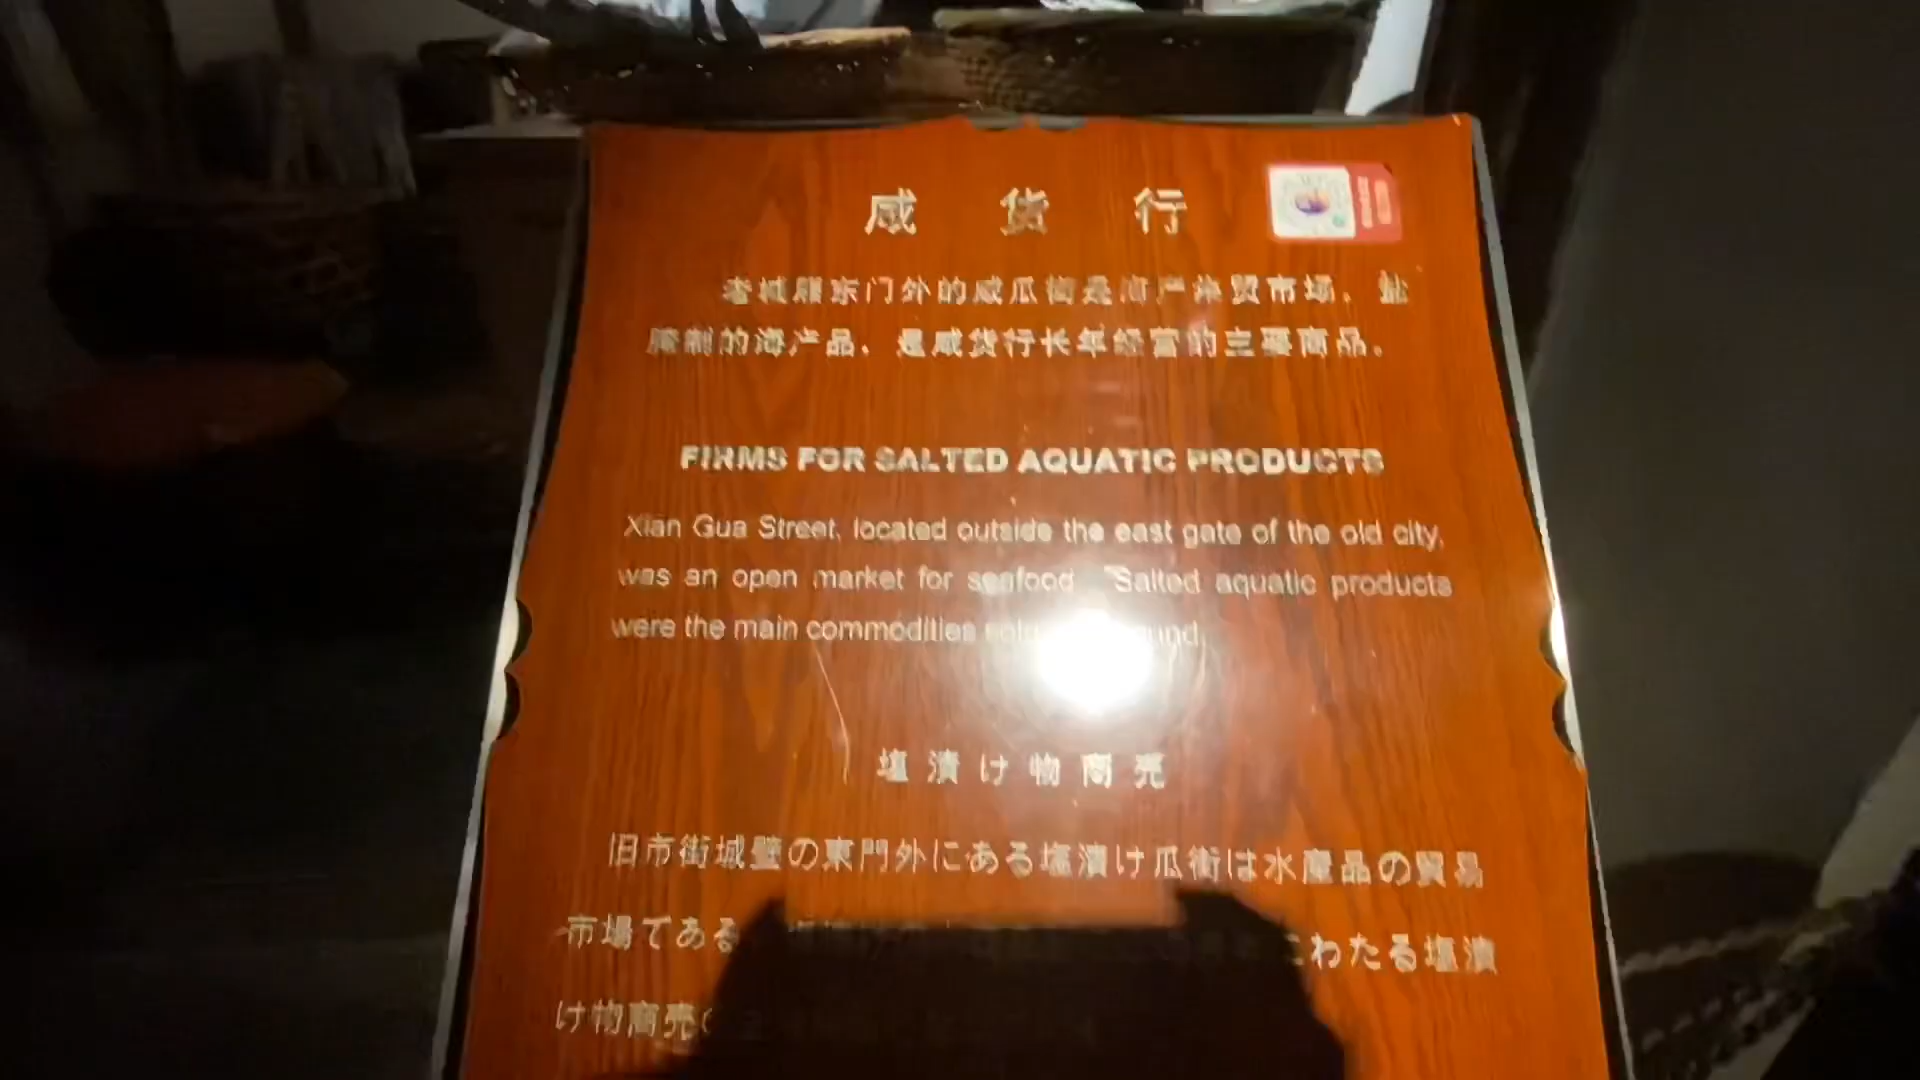 咸 货 行
老城厢东门外的咸瓜街是海产集贸市场，盐
腌制的海产品，是咸货行长年经营的主要商品。
FIRMS FOR SALTED AQUATIC PRODUCTS
Xian Gua Street, located outside the east gate of the old city,
was an open market for seafood. Salted aquatic products
were the main commodities
塩漬け物商売
旧市街城壁の東門外にある塩漬け瓜街は水産品の貿易
市場である わたる塩漬
け物商売